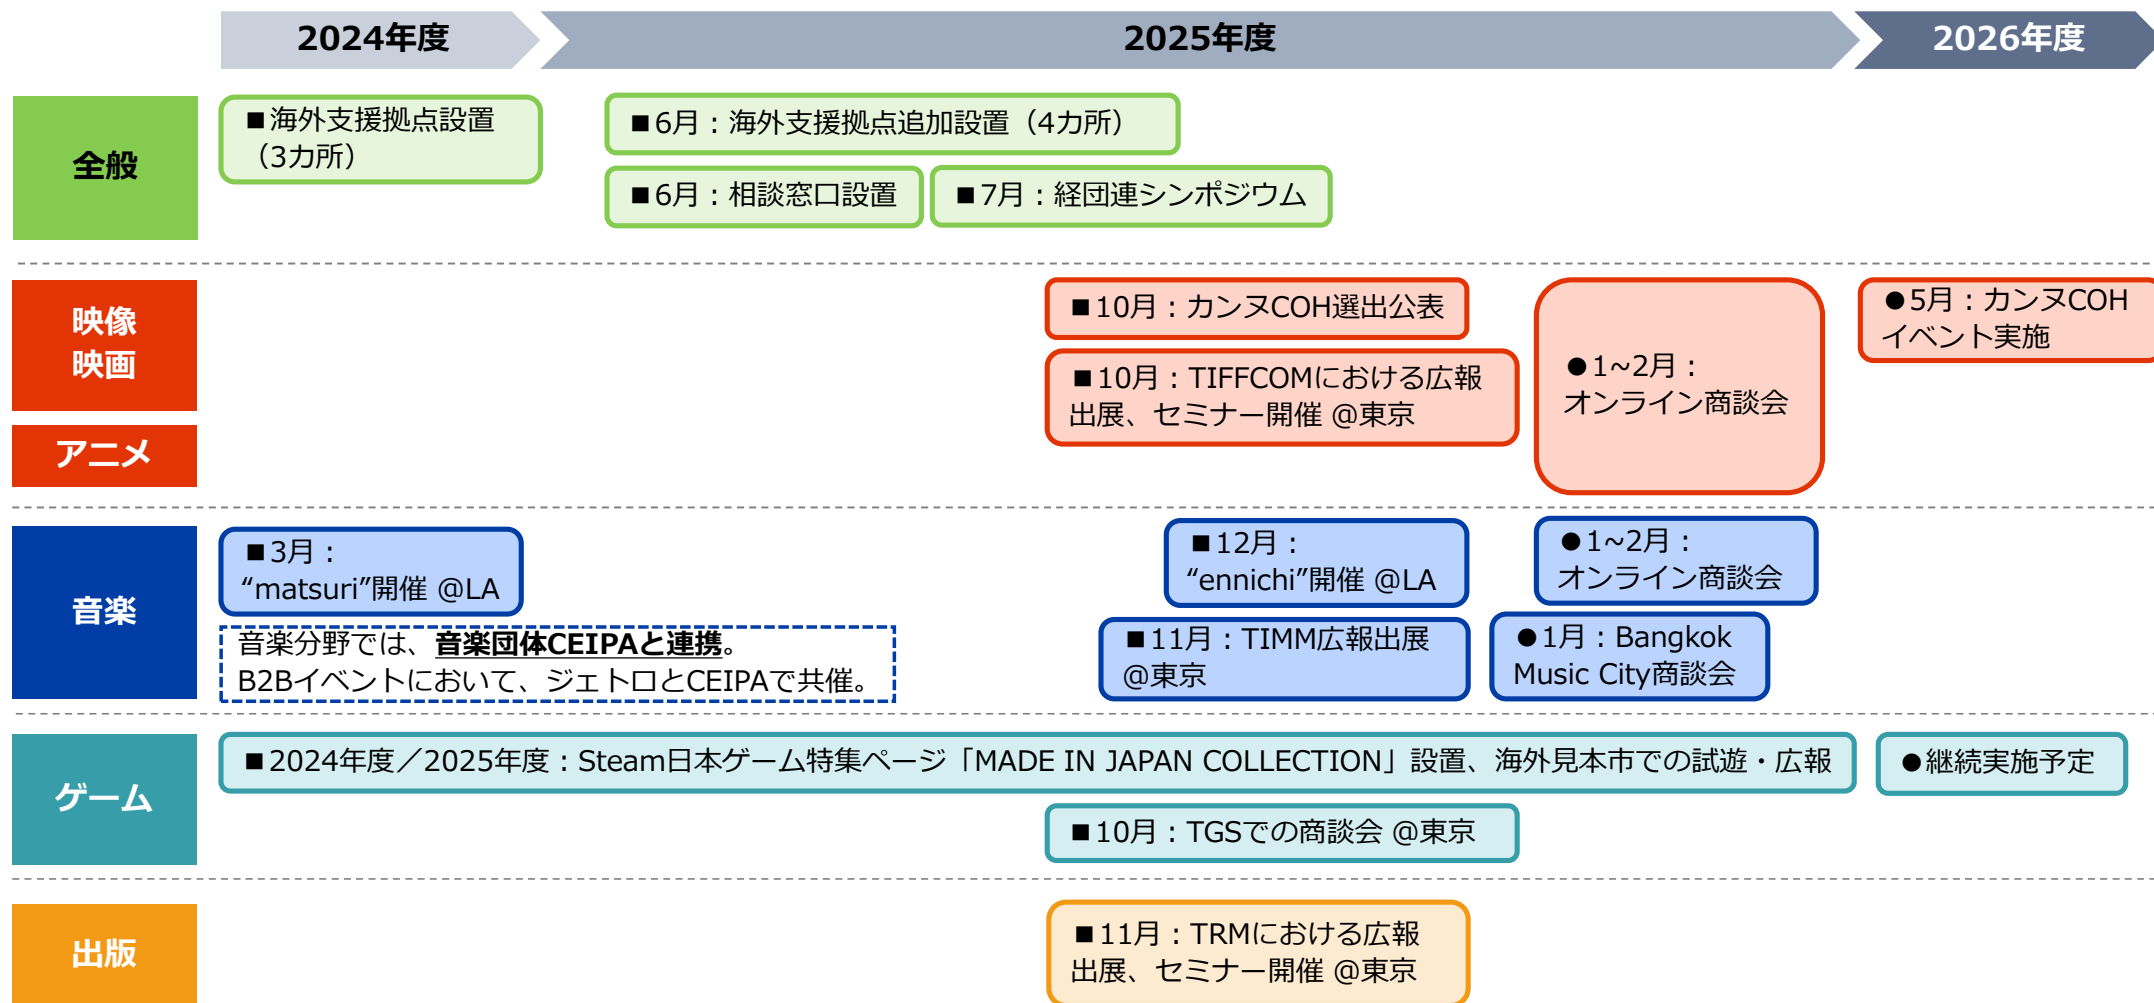 2024年度
2025年度
2026年度
全般
■海外支援拠点設置
（3カ所）
■6月：海外支援拠点追加設置（4カ所）
■6月：相談窓口設置
■7月：経団連シンポジウム
映像
映画
アニメ
■10月：カンヌCOH選出公表
■10月：TIFFCOMにおける広報
出展、セミナー開催 @東京
●1~2月：
オンライン商談会
●5月：カンヌCOH
イベント実施
音楽
■3月：
“matsuri”開催 @LA
音楽分野では、音楽団体CEIPAと連携。
B2Bイベントにおいて、ジェトロとCEIPAで共催。
■12月：
“ennichi”開催 @LA
■11月：TIMM広報出展
@東京
●1~2月：
オンライン商談会
●1月：Bangkok
Music City商談会
ゲーム
■2024年度／2025年度：Steam日本ゲーム特集ページ「MADE IN JAPAN COLLECTION」設置、海外見本市での試遊・広報
●継続実施予定
■10月：TGSでの商談会 @東京
出版
■11月：TRMにおける広報
出展、セミナー開催 @東京